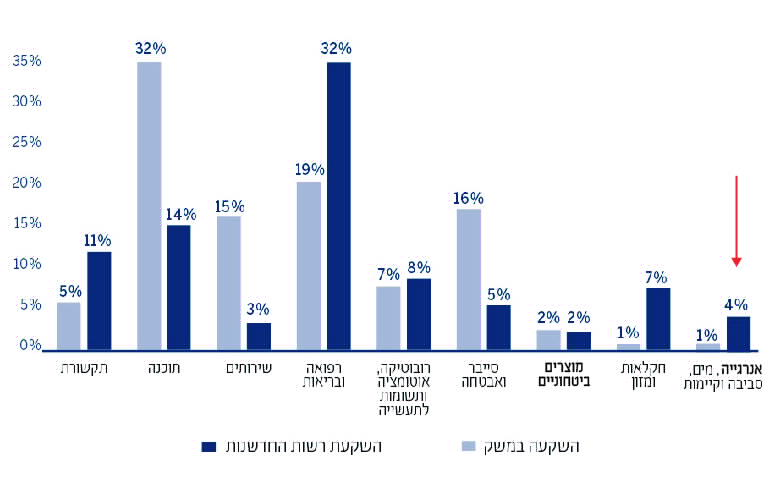 32%
32%
35%
30%
25%
20%
15%
10%
5%
0%
5%
11%
14%
15%
3%
19%
7%
8%
16%
5%
2%
2%
1%
7%
1%
4%
תקשורת
תוכנה
שירותים
רפואה
ובריאות
רובוטיקה,
אוטומציה
ותשומות
לתעשייה
סייבר
ואבטחה
מוצרים
ביטחוניים
חקלאות
ומזון
אנרגייה, מים,
סביבה וקיימות
השקעת רשות החדשנות
השקעה במשק